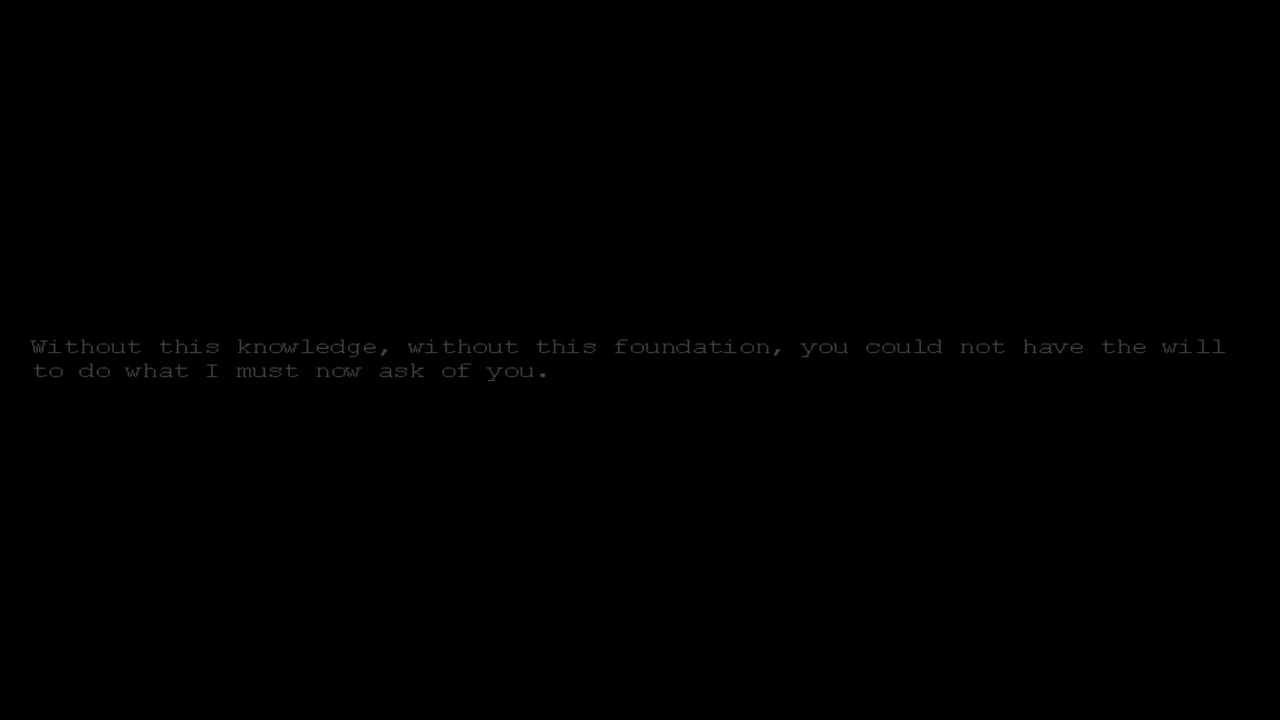 Without this knowledge, without this foundation, you could not have the will
to do what I must now ask of you.